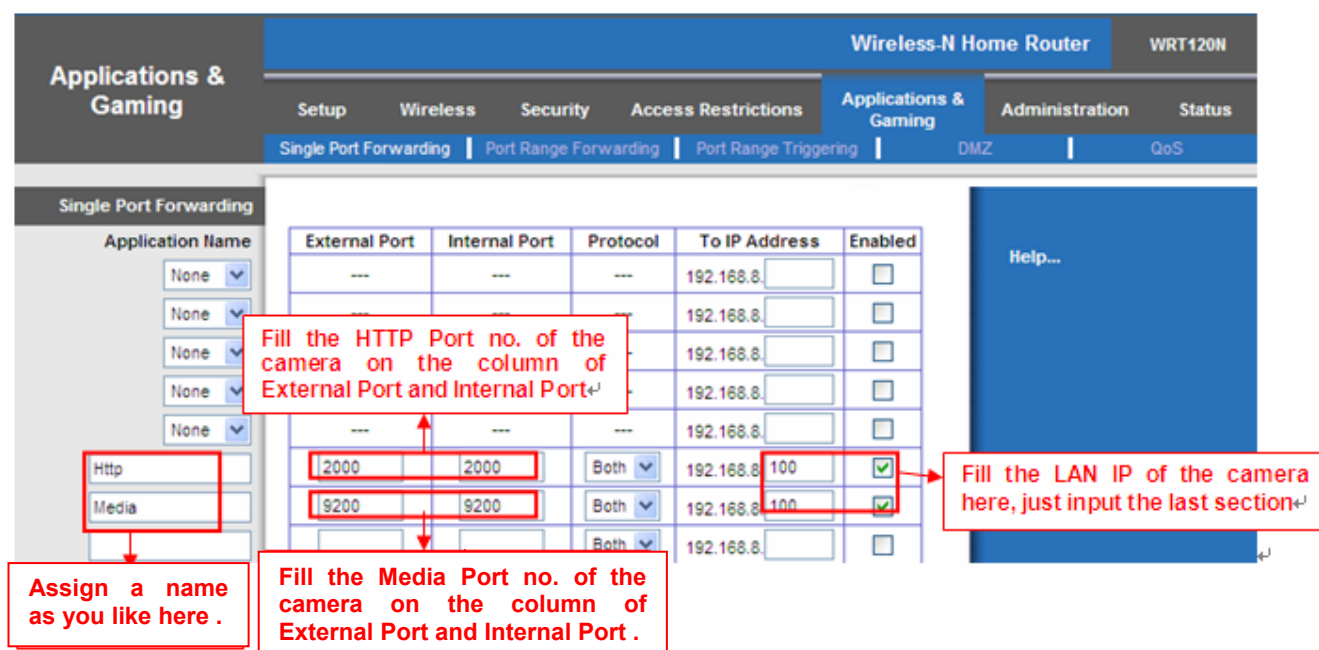 Wireless-N Home Router WRT120N
Applications &
Gaming
Setup Wireless Security Access Restrictions Applications & Gaming Administration Status
Single Port Forwarding Port Range Forwarding Port Range Triggering DMZ QoS
Single Port Forwarding
Application Name External Port Internal Port Protocol To IP Address Enabled
Help...
None --- --- --- 192.168.8.
None 192.168.8.
None 192.168.8.
None 192.168.8.
None --- --- --- 192.168.8.
Fill the HTTP Port no. of the
camera on the column of
External Port and Internal Port↵
Http 2000 2000 Both 192.168.8. 100
Media 9200 9200 Both 192.168.8. 100
Both 192.168.8.
Fill the LAN IP of the camera
here, just input the last section↵
↵
Assign a name
as you like here .
Fill the Media Port no. of the
camera on the column of
External Port and Internal Port .